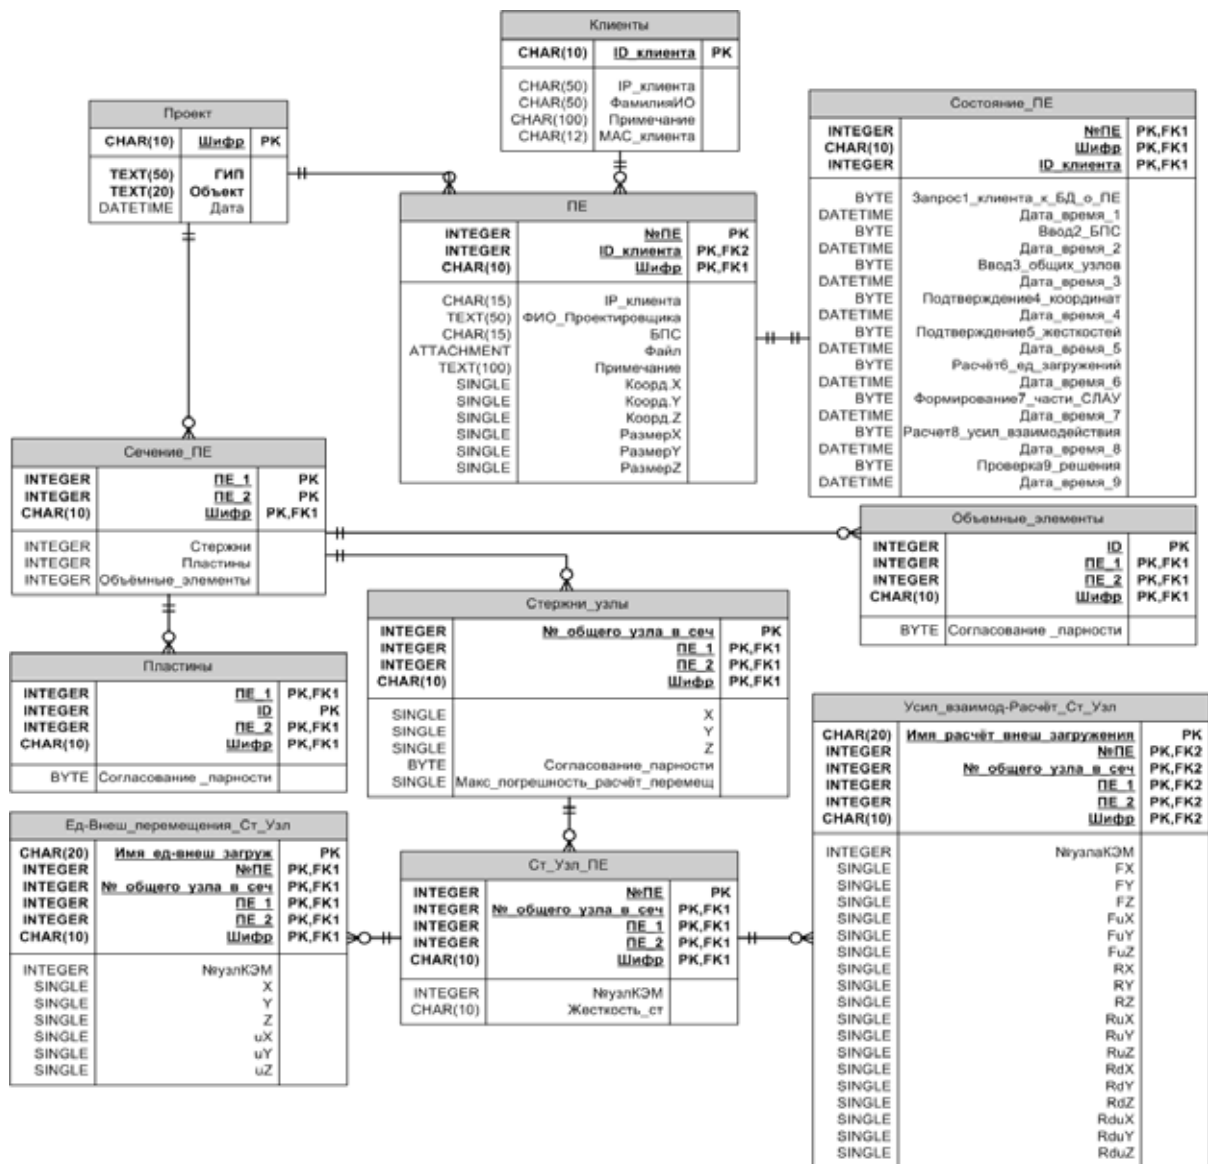 Клиенты
CHAR(10) ID_клиента PK
CHAR(50) IP_клиента
CHAR(50) ФамилияИО
CHAR(100) Примечание
CHAR(12) MAC_клиента
Проект
CHAR(10) Шифр PK
TEXT(50) ГИП
TEXT(20) Объект
DATETIME Дата
Состояние_ПЕ
INTEGER №ПЕ PK,FK1
CHAR(10) Шифр PK,FK1
INTEGER ID_клиента PK,FK1
BYTE Запрос1_клиента_к_БД_о_ПЕ
DATETIME Дата_время_1
BYTE Ввод2_БПС
DATETIME Дата_время_2
BYTE Ввод3_общих_узлов
DATETIME Дата_время_3
BYTE Подтверждение4_координат
DATETIME Дата_время_4
BYTE Подтверждение5_жесткостей
DATETIME Дата_время_5
BYTE Расчёт6_ед_загружений
DATETIME Дата_время_6
BYTE Формирование7_части_СЛАУ
DATETIME Дата_время_7
BYTE Расчет8_усил_взаимодействия
DATETIME Дата_время_8
BYTE Проверка9_решения
DATETIME Дата_время_9
ПЕ
INTEGER №ПЕ PK
INTEGER ID_клиента PK,FK2
CHAR(10) Шифр PK,FK1
CHAR(15) IP_клиента
TEXT(50) ФИО_Проектировщика
CHAR(15) БПС
ATTACHMENT Файл
TEXT(100) Примечание
SINGLE Коорд.X
SINGLE Коорд.Y
SINGLE Коорд.Z
SINGLE РазмерX
SINGLE РазмерY
SINGLE РазмерZ
Сечение_ПЕ
INTEGER ПЕ_1 PK
INTEGER ПЕ_2 PK
CHAR(10) Шифр PK,FK1
INTEGER Стержни
INTEGER Пластины
INTEGER Объёмные_элементы
Объемные_элементы
INTEGER ID PK
INTEGER ПЕ_1 PK,FK1
INTEGER ПЕ_2 PK,FK1
CHAR(10) Шифр PK,FK1
BYTE Согласование _парности
Стержни_узлы
INTEGER № общего_узла_в_сеч PK
INTEGER ПЕ_1 PK,FK1
INTEGER ПЕ_2 PK,FK1
CHAR(10) Шифр PK,FK1
SINGLE X
SINGLE Y
SINGLE Z
BYTE Согласование_парности
SINGLE Макс_погрешность_расчёт_перемещ
Пластины
INTEGER ПЕ_1 PK,FK1
INTEGER ID PK
INTEGER ПЕ_2 PK,FK1
CHAR(10) Шифр PK,FK1
BYTE Согласование _парности
Усил_взаимод-Расчёт_Ст_Узл
CHAR(20) Имя_расчёт_внеш_загружения PK
INTEGER №ПЕ PK,FK2
INTEGER № общего_узла_в_сеч PK,FK2
INTEGER ПЕ_1 PK,FK2
INTEGER ПЕ_2 PK,FK2
CHAR(10) Шифр PK,FK2
INTEGER №узлаКЭМ
SINGLE FX
SINGLE FY
SINGLE FZ
SINGLE FuX
SINGLE FuY
SINGLE FuZ
SINGLE RX
SINGLE RY
SINGLE RZ
SINGLE RuX
SINGLE RuY
SINGLE RuZ
SINGLE RdX
SINGLE RdY
SINGLE RdZ
SINGLE RduX
SINGLE RduY
SINGLE RduZ
Ед-Внеш_перемещения_Ст_Узл
CHAR(20) Имя_ед-внеш_загруж PK
INTEGER №ПЕ PK,FK1
INTEGER № общего_узла_в_сеч PK,FK1
INTEGER ПЕ_1 PK,FK1
INTEGER ПЕ_2 PK,FK1
CHAR(10) Шифр PK,FK1
INTEGER №узлКЭМ
SINGLE X
SINGLE Y
SINGLE Z
SINGLE uX
SINGLE uY
SINGLE uZ
Ст_Узл_ПЕ
INTEGER №ПЕ PK
INTEGER № общего_узла_в_сеч PK,FK1
INTEGER ПЕ_1 PK,FK1
INTEGER ПЕ_2 PK,FK1
CHAR(10) Шифр PK,FK1
INTEGER №узлКЭМ
CHAR(10) Жесткость_ст